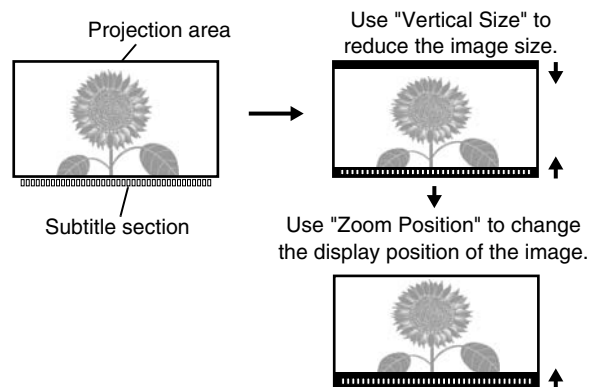 Projection area
Subtitle section
Use "Vertical Size" to
reduce the image size.
Use "Zoom Position" to change
the display position of the image.